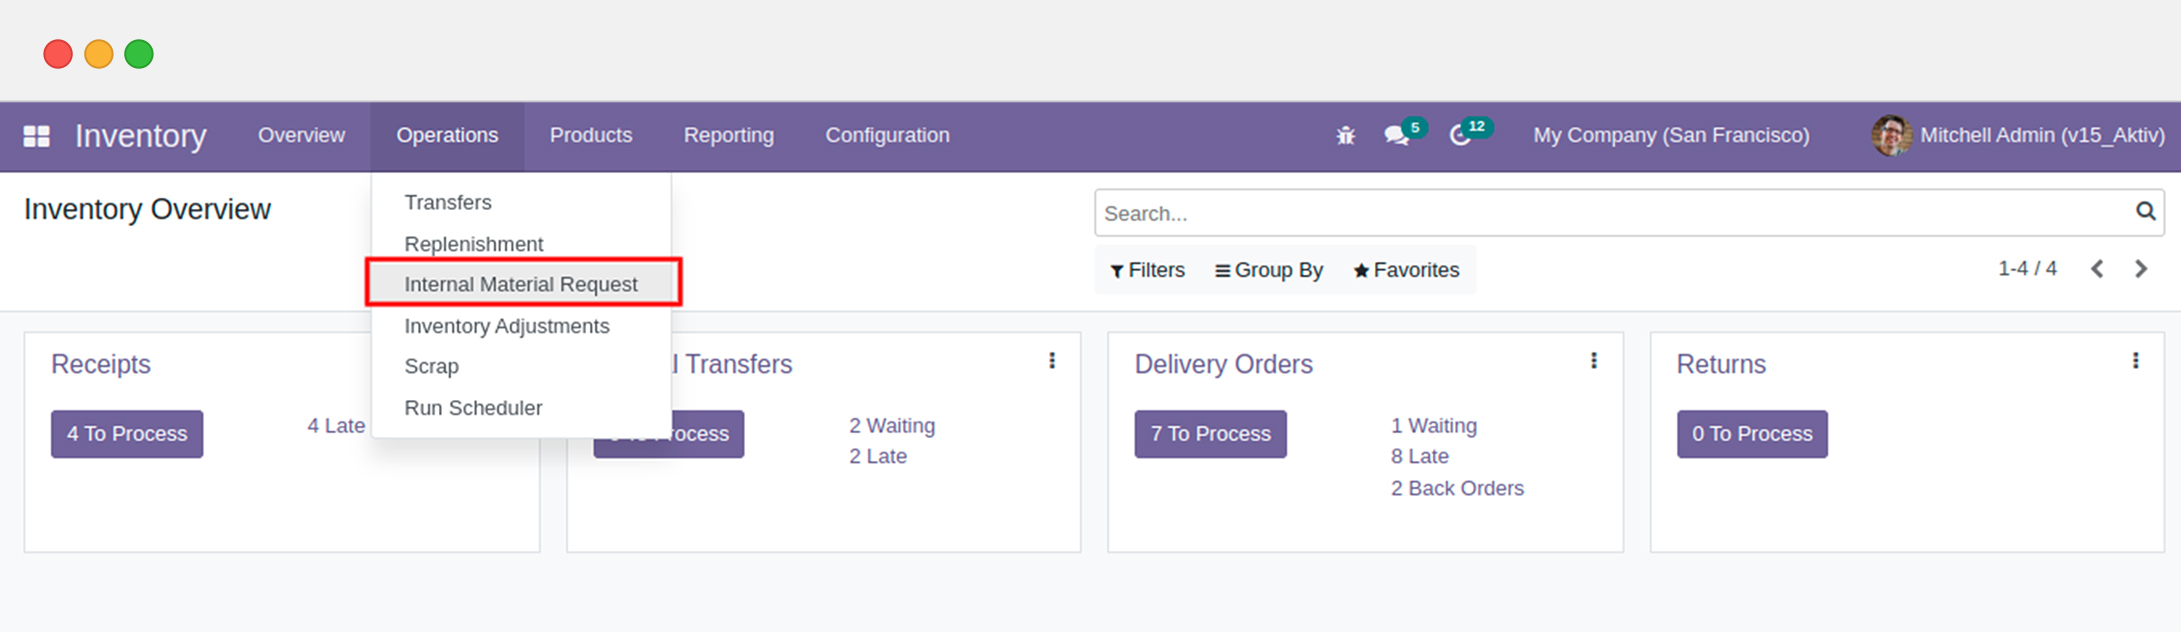 Inventory Overview Operations Products Reporting Configuration 5 12 My Company (San Francisco) Mitchell Admin (v15_Aktiv)
Inventory Overview
Transfers
Replenishment
Internal Material Request
Inventory Adjustments
Scrap
Run Scheduler
Search...
Filters Group By Favorites 1-4 / 4
Receipts
4 To Process 4 Late
Transfers
2 Waiting
2 Late
Delivery Orders
7 To Process 1 Waiting
8 Late
2 Back Orders
Returns
0 To Process